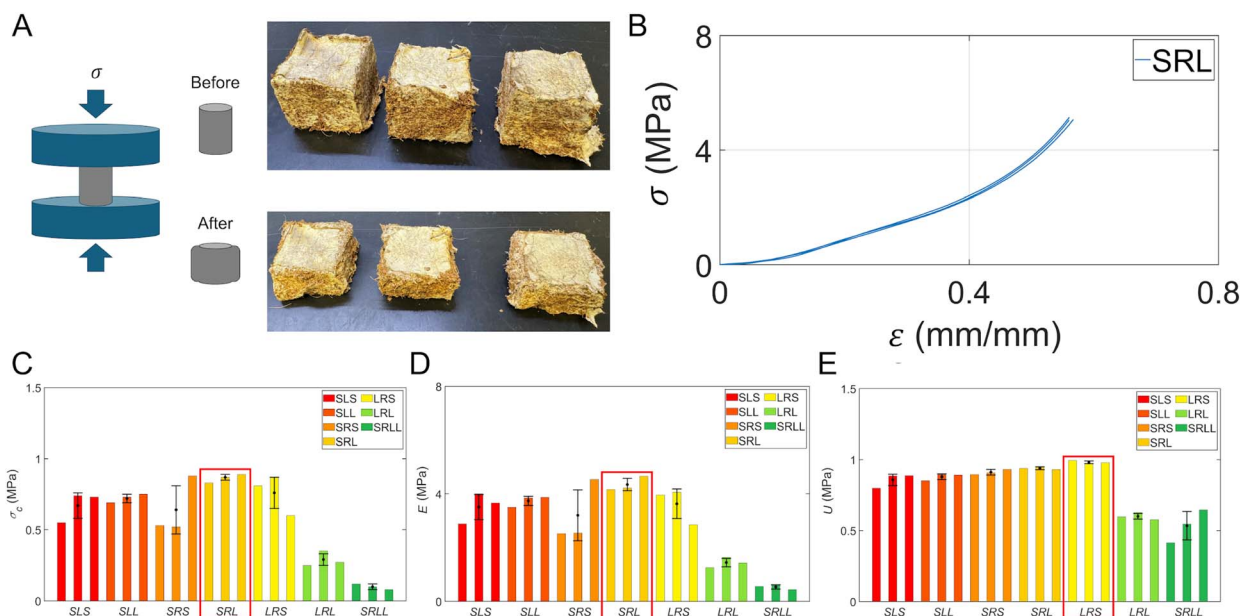 A
σ
Before
After
B
8
4
0
σ (MPa)
SRL
0
0.4
0.8
ε (mm/mm)
C
1.5
1
0.5
0
σc (MPa)
SLS
LRS
SLL
LRL
SRS
SRLL
SRL
SLS
SLL
SRS
SRL
LRS
LRL
SRLL
D
8
4
0
E (MPa)
SLS
LRS
SLL
LRL
SRS
SRLL
SRL
SLS
SLL
SRS
SRL
LRS
LRL
SRLL
E
1.5
1
0.5
0
U (MPa)
SLS
LRS
SLL
LRL
SRS
SRLL
SRL
SLS
SLL
SRS
SRL
LRS
LRL
SRLL